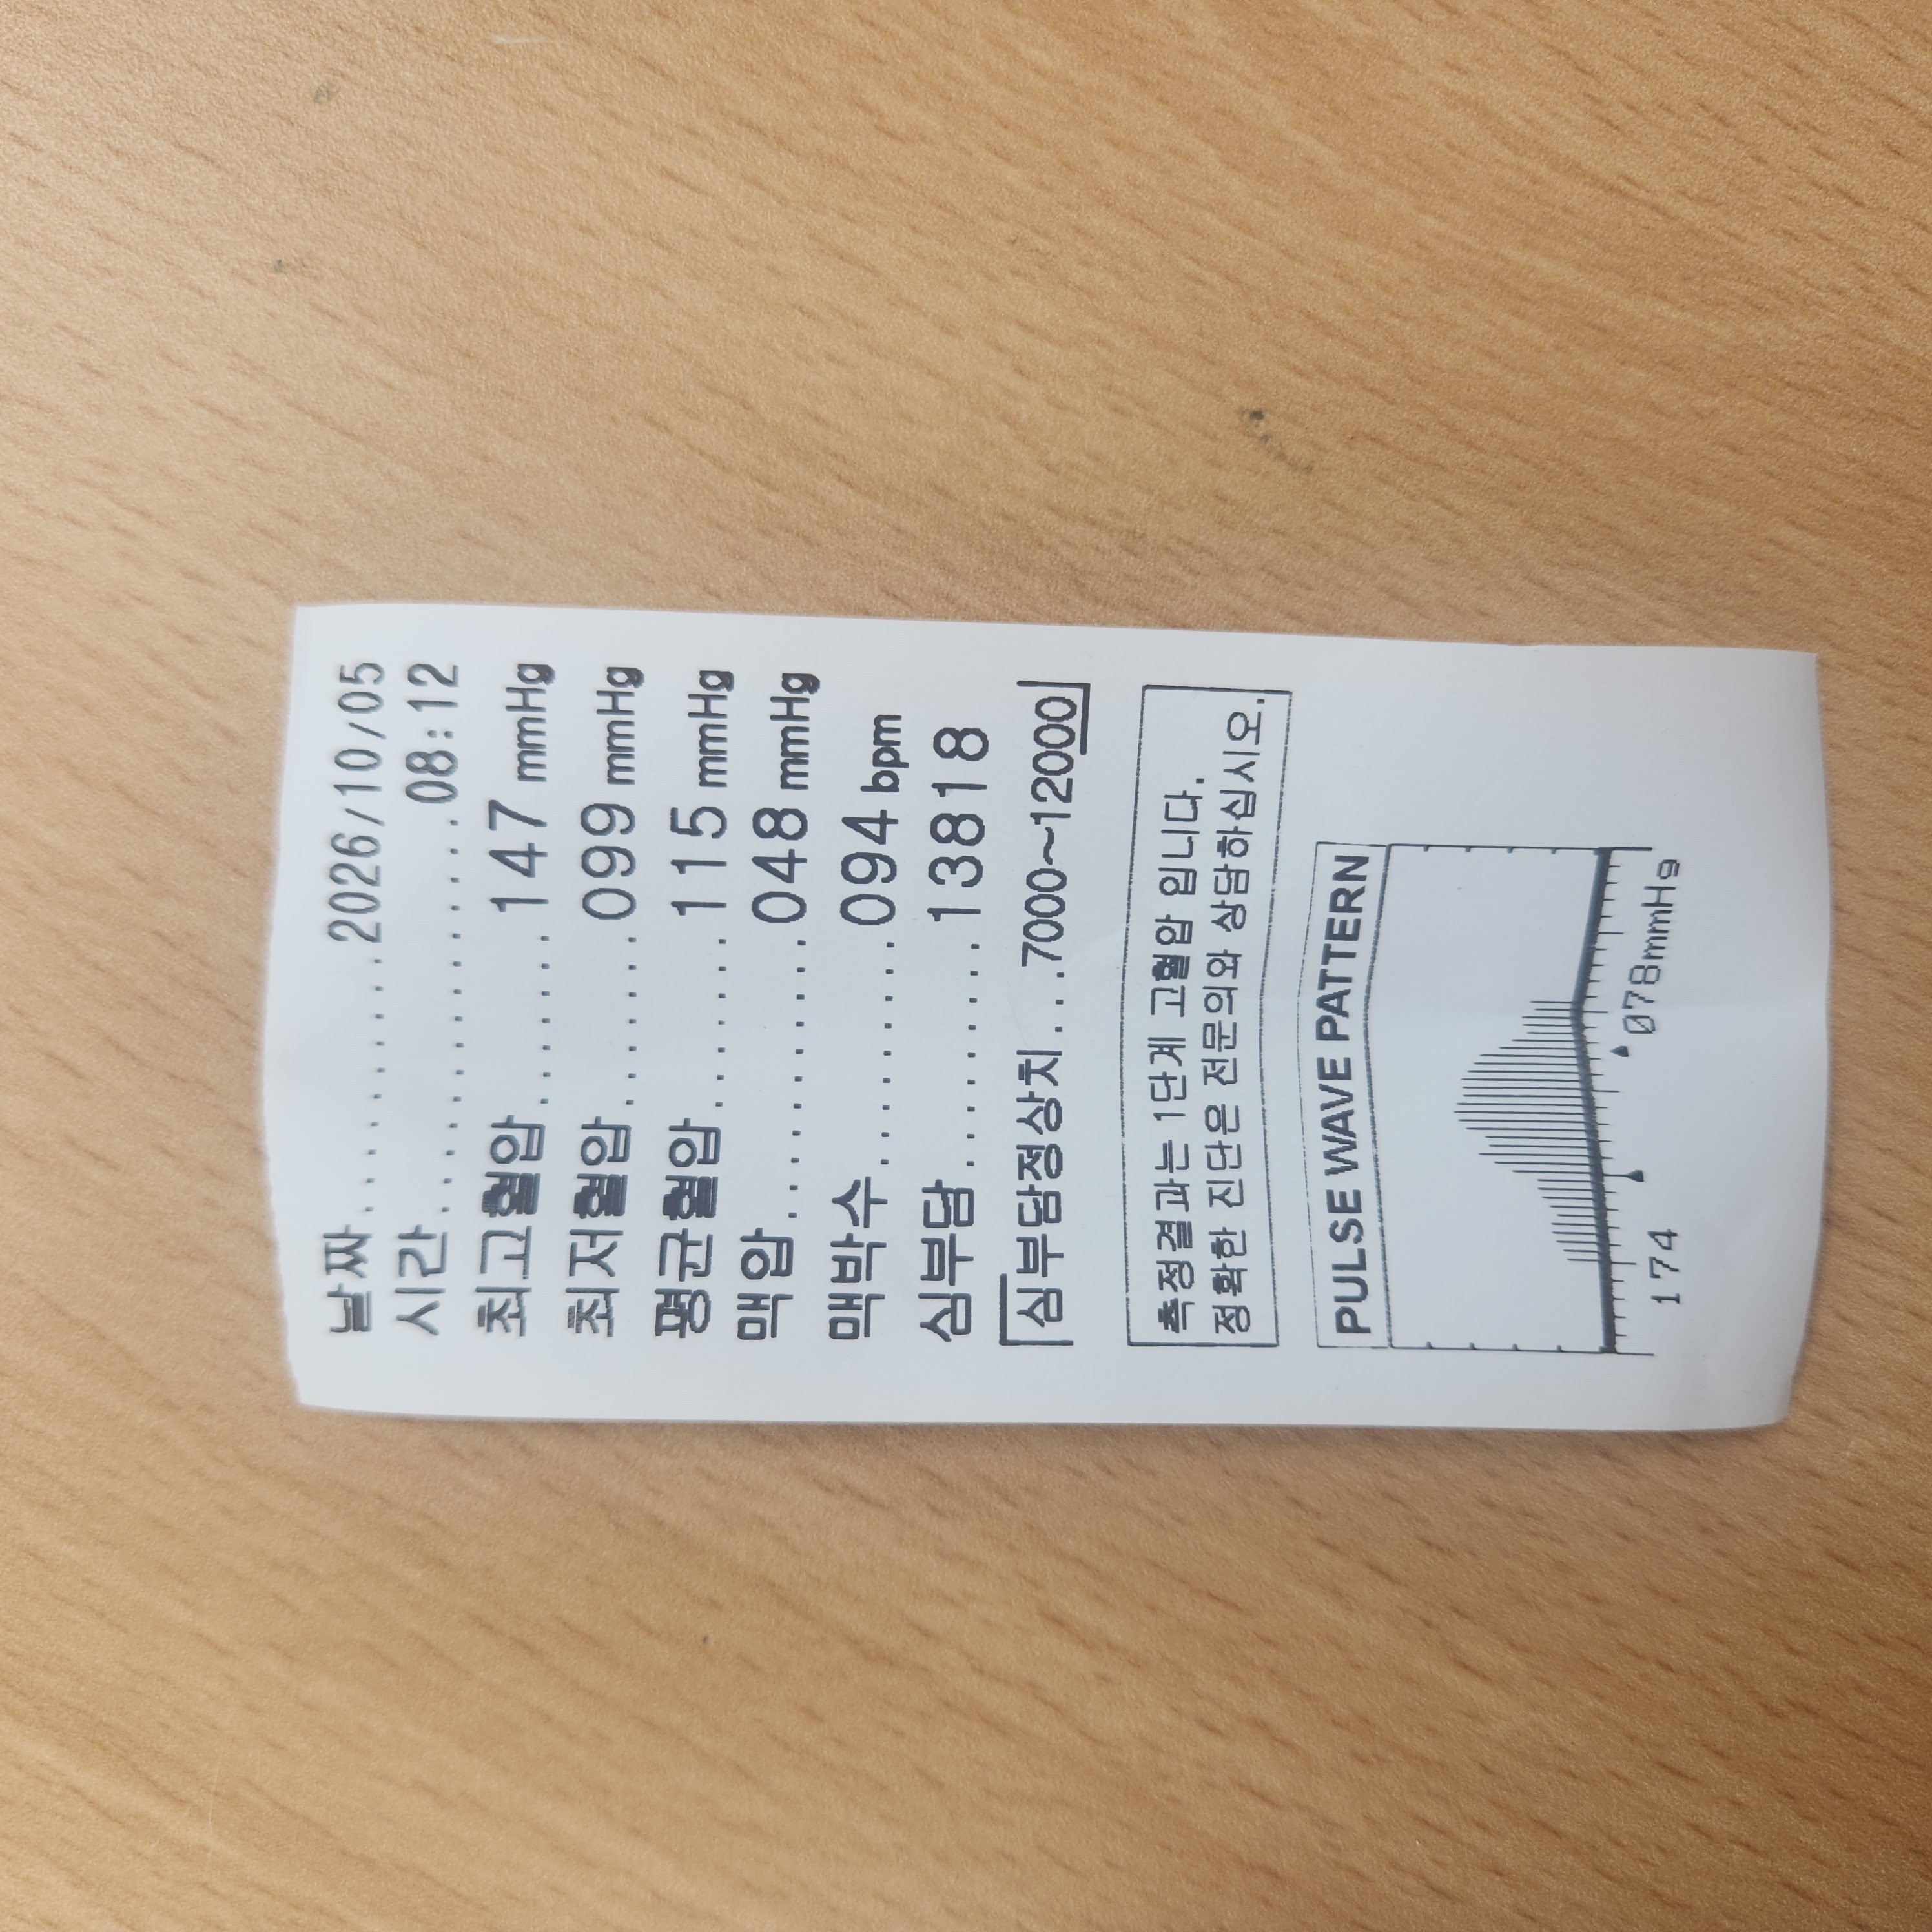 날짜..............2026/10/05
시간....................08:12
최고혈압.........147 mmHg
최저혈압.........099 mmHg
평균혈압.........115 mmHg
맥압.............048 mmHg
맥박수...........094 bpm
심부담...........13818
심부담정상치...7000~12000
측정결과는 1단계 고혈압 입니다.
정확한 진단은 전문의와 상담하십시오.
PULSE WAVE PATTERN
174 078mmHg